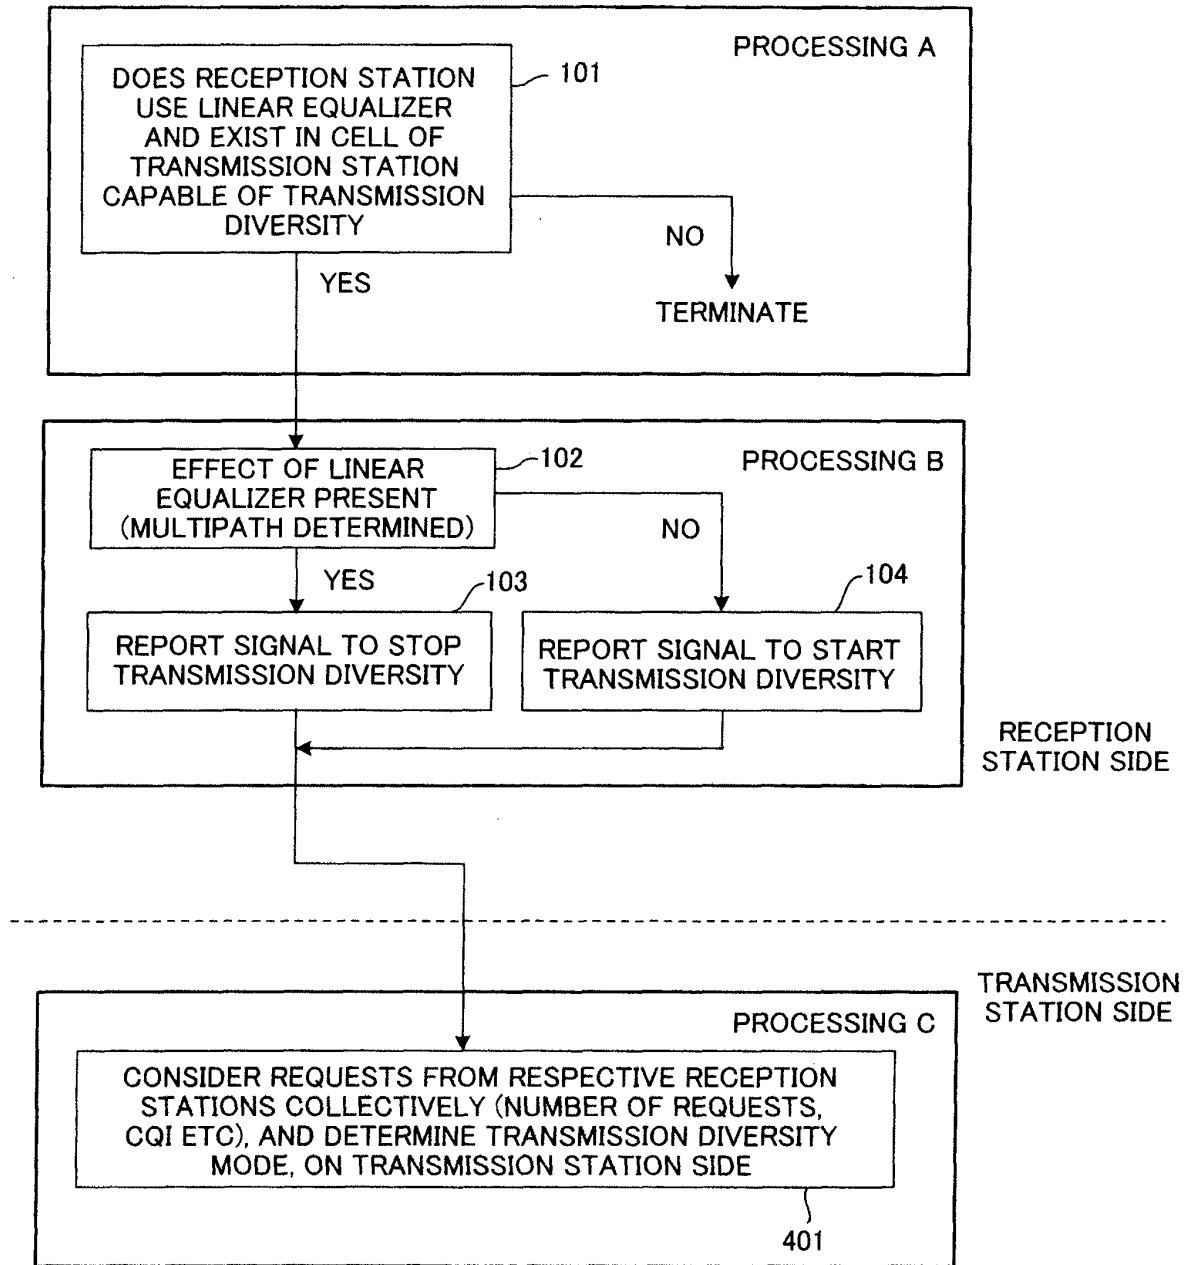 PROCESSING A
DOES RECEPTION STATION
USE LINEAR EQUALIZER
AND EXIST IN CELL OF
TRANSMISSION STATION
CAPABLE OF TRANSMISSION
DIVERSITY
101
NO
YES
TERMINATE
PROCESSING B
EFFECT OF LINEAR
EQUALIZER PRESENT
(MULTIPATH DETERMINED)
102
NO
YES
103
104
REPORT SIGNAL TO STOP
TRANSMISSION DIVERSITY
REPORT SIGNAL TO START
TRANSMISSION DIVERSITY
RECEPTION
STATION SIDE
TRANSMISSION
STATION SIDE
PROCESSING C
CONSIDER REQUESTS FROM RESPECTIVE RECEPTION
STATIONS COLLECTIVELY (NUMBER OF REQUESTS,
CQI ETC), AND DETERMINE TRANSMISSION DIVERSITY
MODE, ON TRANSMISSION STATION SIDE
401